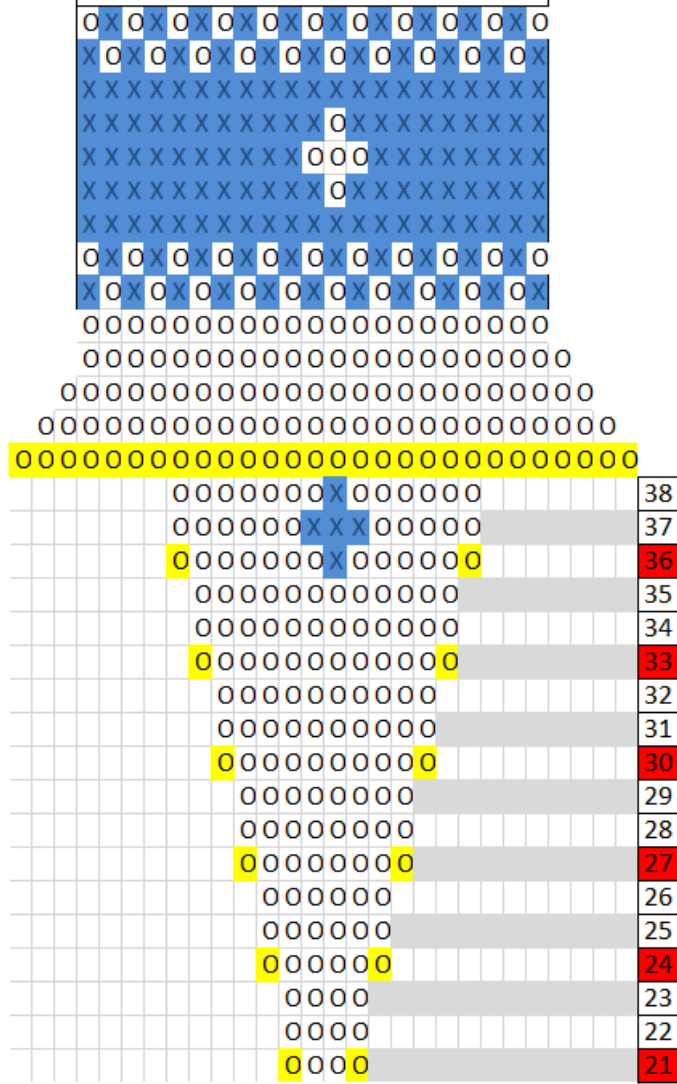 O X O X O X O X O X O X O X O X O X O X O
X O X O X O X O X O X O X O X O X O X O X
X X X X X X X X X X X X X X X X X X X X X
X X X X X X X X X X X O X X X X X X X X X
X X X X X X X X X X O O O X X X X X X X X
X X X X X X X X X X X O X X X X X X X X X
X X X X X X X X X X X X X X X X X X X X X
O X O X O X O X O X O X O X O X O X O X O
X O X O X O X O X O X O X O X O X O X O X
O O O O O O O O O O O O O O O O O O O O O
O O O O O O O O O O O O O O O O O O O O O O
O O O O O O O O O O O O O O O O O O O O O O O O
O O O O O O O O O O O O O O O O O O O O O O O O O O
O O O O O O O O O O O O O O O O O O O O O O O O O O O O
O O O O O O O X O O O O O O 38
O O O O O O X X X O O O O O 37
O O O O O O O X O O O O O O 36
O O O O O O O O O O O O 35
O O O O O O O O O O O O 34
O O O O O O O O O O O O 33
O O O O O O O O O O 32
O O O O O O O O O O 31
O O O O O O O O O O 30
O O O O O O O O 29
O O O O O O O O 28
O O O O O O O O 27
O O O O O O 26
O O O O O O 25
O O O O O O 24
O O O O 23
O O O O 22
O O O O 21